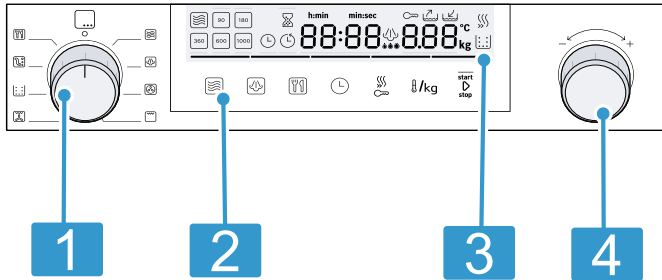 h:min min:sec
90 180
360 600 1000
88:88 8.88 °C
kg
/kg
start
stop
− +
1 2 3 4